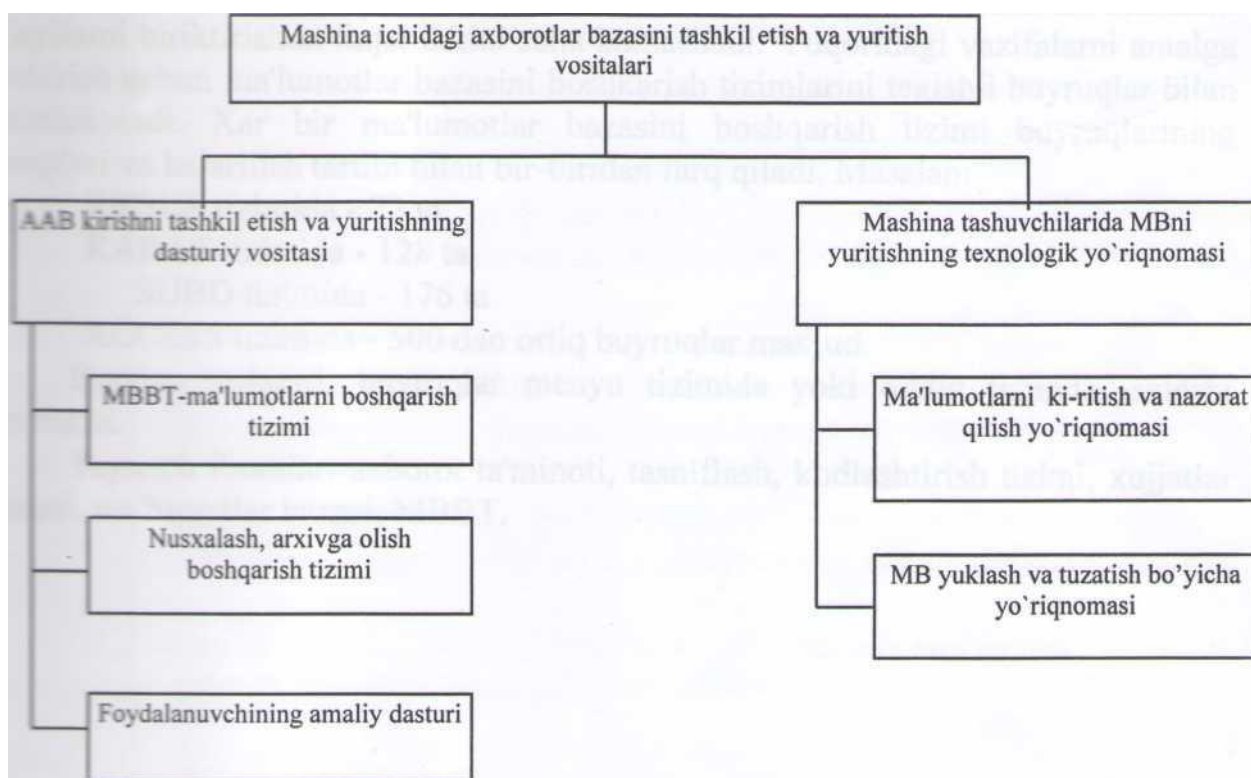 Mashina ichidagi axborotlar bazasini tashkil etish va yuritish
vositalari
AAB kirishni tashkil etish va yuritishning
dasturiy vositasi
Mashina tashuvchilarida MBni
yuritishning texnologik yo'riqnomasi
MBBT-ma'lumotlarni boshqarish
tizimi
Ma'lumotlarni ki-ritish va nazorat
qilish yo`riqnomasi
Nusxalash, arxivga olish
boshqarish tizimi
MB yuklash va tuzatish bo’yicha
yo`riqnomasi
Foydalanuvchining amaliy dasturi